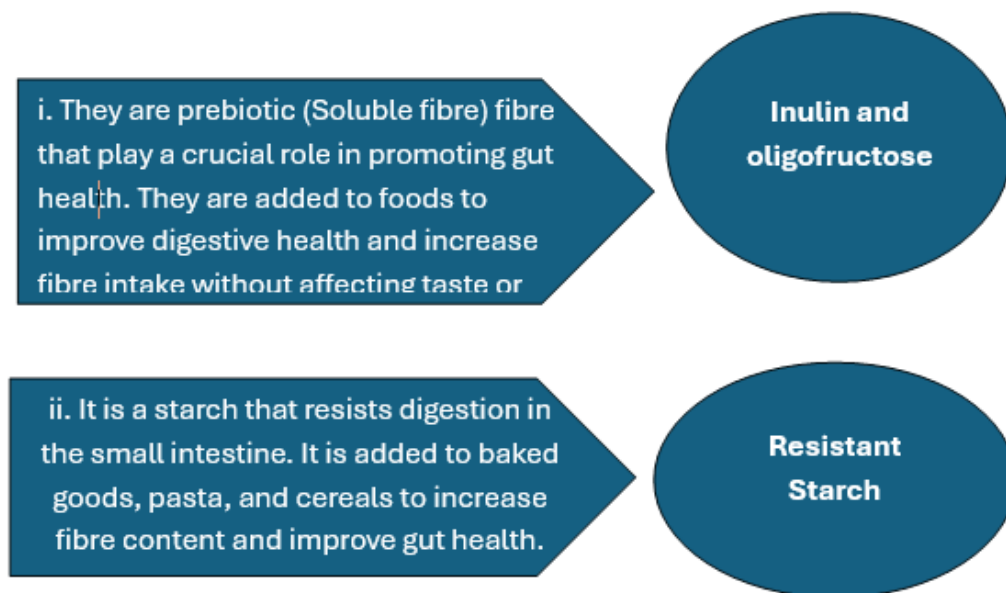 i. They are prebiotic (Soluble fibre) fibre
that play a crucial role in promoting gut
health. They are added to foods to
improve digestive health and increase
fibre intake without affecting taste or
Inulin and
oligofructose
ii. It is a starch that resists digestion in
the small intestine. It is added to baked
goods, pasta, and cereals to increase
fibre content and improve gut health.
Resistant
Starch